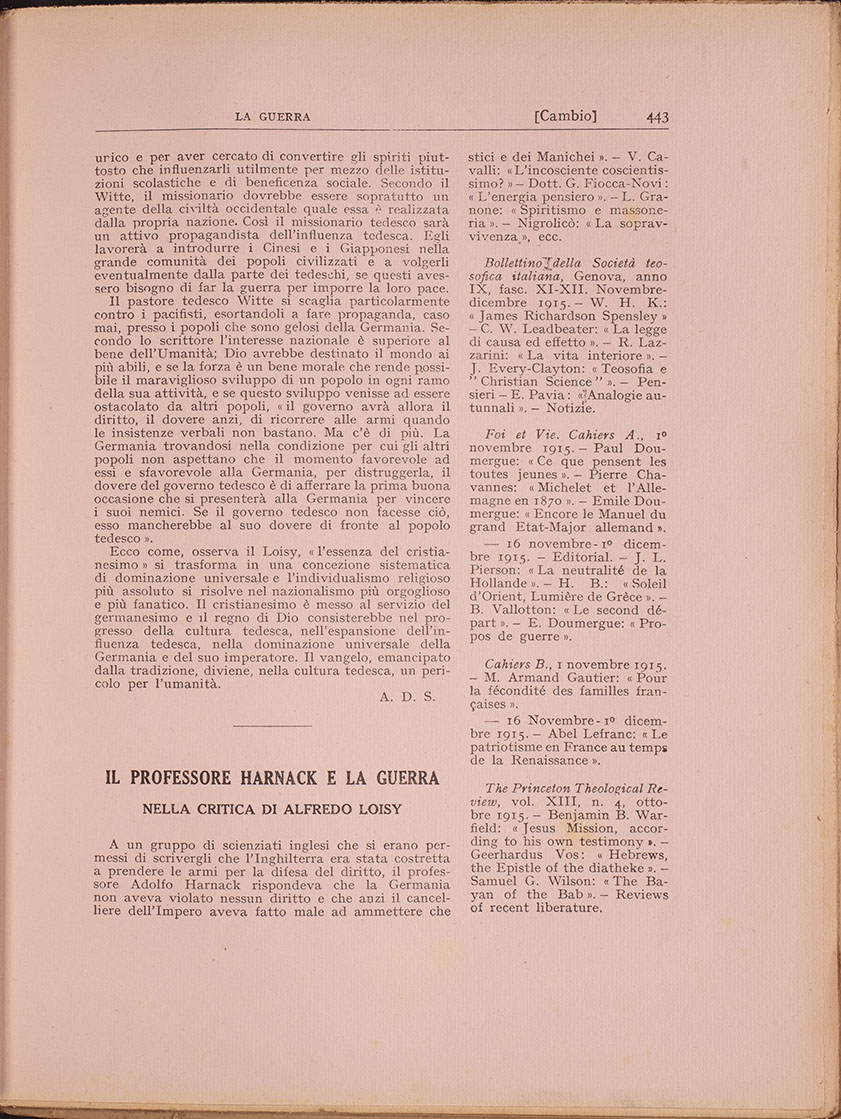 LA GUERRA [Cambio] 443
urico e per aver cercato di convertire gli spiriti piut-
tosto che influenzarli utilmente per mezzo delle istitu-
zioni scolastiche e di beneficenza sociale. Secondo il
Witte, il missionario dovrebbe essere sopratutto un
agente della civiltà occidentale quale essa è realizzata
dalla propria nazione. Così il missionario tedesco sarà
un attivo propagandista dell'influenza tedesca. Egli
lavorerà a introdurre i Cinesi e i Giapponesi nella
grande comunità dei popoli civilizzati e a volgerli
eventualmente dalla parte dei tedeschi, se questi aves-
sero bisogno di far la guerra per imporre la loro pace.
Il pastore tedesco Witte si scaglia particolarmente
contro i pacifisti, esortandoli a fare propaganda, caso
mai, presso i popoli che sono gelosi della Germania. Se-
condo lo scrittore l'interesse nazionale è superiore al
bene dell'Umanità; Dio avrebbe destinato il mondo ai
più abili, e se la forza è un bene morale che rende possi-
bile il maraviglioso sviluppo di un popolo in ogni ramo
della sua attività, e se questo sviluppo venisse ad essere
ostacolato da altri popoli, « il governo avrà allora il
diritto, il dovere anzi, di ricorrere alle armi quando
le insistenze verbali non bastano. Ma c'è di più. La
Germania trovandosi nella condizione per cui gli altri
popoli non aspettano che il momento favorevole ad
essi e sfavorevole alla Germania, per distruggerla, il
dovere del governo tedesco è di afferrare la prima buona
occasione che si presenterà alla Germania per vincere
i suoi nemici. Se il governo tedesco non facesse ciò,
esso mancherebbe al suo dovere di fronte al popolo
tedesco ».
Ecco come, osserva il Loisy, « l'essenza del cristia-
nesimo » si trasforma in una concezione sistematica
di dominazione universale e l'individualismo religioso
più assoluto si risolve nel nazionalismo più orgoglioso
e più fanatico. Il cristianesimo è messo al servizio del
germanesimo e il regno di Dio consisterebbe nel pro-
gresso della cultura tedesca, nell'espansione dell'in-
fluenza tedesca, nella dominazione universale della
Germania e del suo imperatore. Il vangelo, emancipato
dalla tradizione, diviene, nella cultura tedesca, un peri-
colo per l'umanità.
A. D. S.
IL PROFESSORE HARNACK E LA GUERRA
NELLA CRITICA DI ALFREDO LOISY
A un gruppo di scienziati inglesi che si erano per-
messi di scrivergli che l'Inghilterra era stata costretta
a prendere le armi per la difesa del diritto, il profes-
sore Adolfo Harnack rispondeva che la Germania
non aveva violato nessun diritto e che anzi il cancel-
liere dell'Impero aveva fatto male ad ammettere che
stici e dei Manichei ». — V. Ca-
valli: « L'incosciente coscientis-
simo? » — Dott. G. Fiocca-Novi:
« L'energia pensiero ». — L. Gra-
none: « Spiritismo e massone-
ria ». — Nigrolicò: « La soprav-
vivenza », ecc.
Bollettino della Società teo-
sofica italiana, Genova, anno
IX, fasc. XI-XII. Novembre-
dicembre 1915. — W. H. K.:
« James Richardson Spensley »
— C. W. Leadbeater: « La legge
di causa ed effetto ». — R. Laz-
zarini: « La vita interiore ». —
J. Every-Clayton: « Teosofia e
" Christian Science " ». — Pen-
sieri — E. Pavia: « Analogie au-
tunnali ». — Notizie.
Foi et Vie. Cahiers A., 1º
novembre 1915. — Paul Dou-
mergue: « Ce que pensent les
toutes jeunes ». — Pierre Cha-
vannes: « Michelet et l'Alle-
magne en 1870 ». — Emile Dou-
mergue: « Encore le Manuel du
grand Etat-Major allemand ».
— 16 novembre-1º dicem-
bre 1915. — Editorial. — J. L.
Pierson: « La neutralité de la
Hollande ». — H. B.: « Soleil
d'Orient, Lumière de Grèce ». —
B. Vallotton: « Le second dé-
part ». — E. Doumergue: « Pro-
pos de guerre ».
Cahiers B., 1 novembre 1915.
— M. Armand Gautier: « Pour
la fécondité des familles fran-
çaises ».
— 16 Novembre-1º dicem-
bre 1915. — Abel Lefranc: « Le
patriotisme en France au temps
de la Renaissance ».
The Princeton Theological Re-
view, vol. XIII, n. 4, otto-
bre 1915. — Benjamin B. War-
field: « Jesus Mission, accor-
ding to his own testimony ». —
Geerhardus Vos: « Hebrews,
the Epistle of the diatheke ». —
Samuel G. Wilson: « The Ba-
yan of the Bab ». — Reviews
of recent liberature.